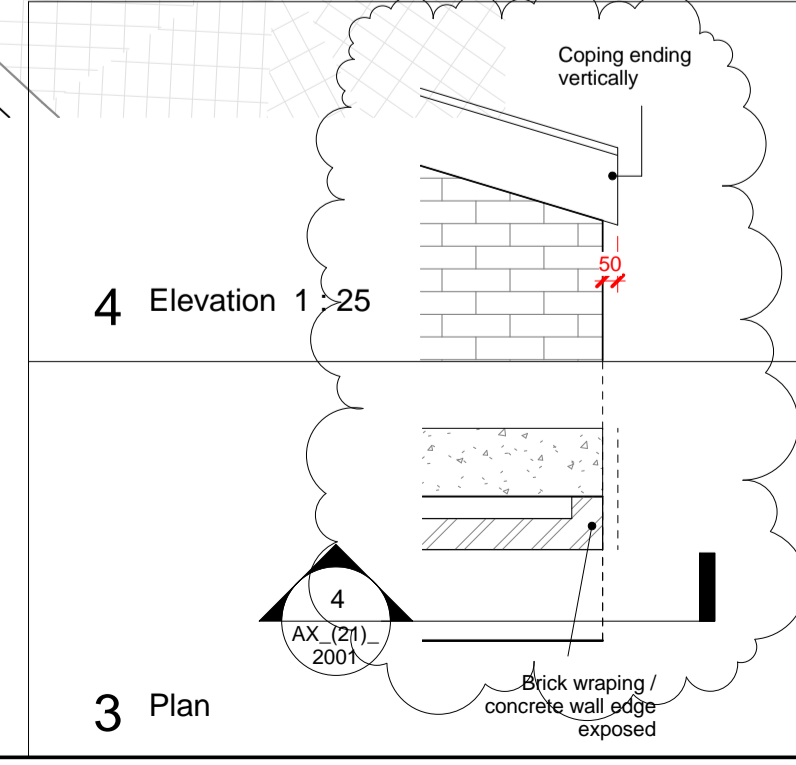 Coping ending
vertically
50
4 Elevation 1 : 25
4
AX_(21)_
2001
Brick wraping /
concrete wall edge
exposed
3 Plan